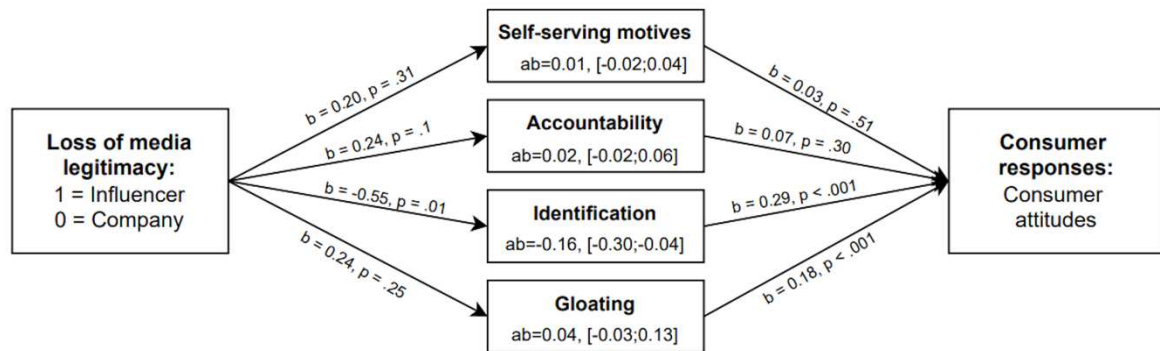 Self-serving motives
ab=0.01, [-0.02;0.04]
b = 0.20, p = .31
b = 0.03, p = .51
Loss of media
legitimacy:
1 = Influencer
0 = Company
b = 0.24, p = .1
Accountability
ab=0.02, [-0.02;0.06]
b = 0.07, p = .30
Consumer
responses:
Consumer
attitudes
b = -0.55, p = .01
Identification
ab=-0.16, [-0.30;-0.04]
b = 0.29, p < .001
b = 0.24, p = .25
Gloating
ab=0.04, [-0.03;0.13]
b = 0.18, p < .001